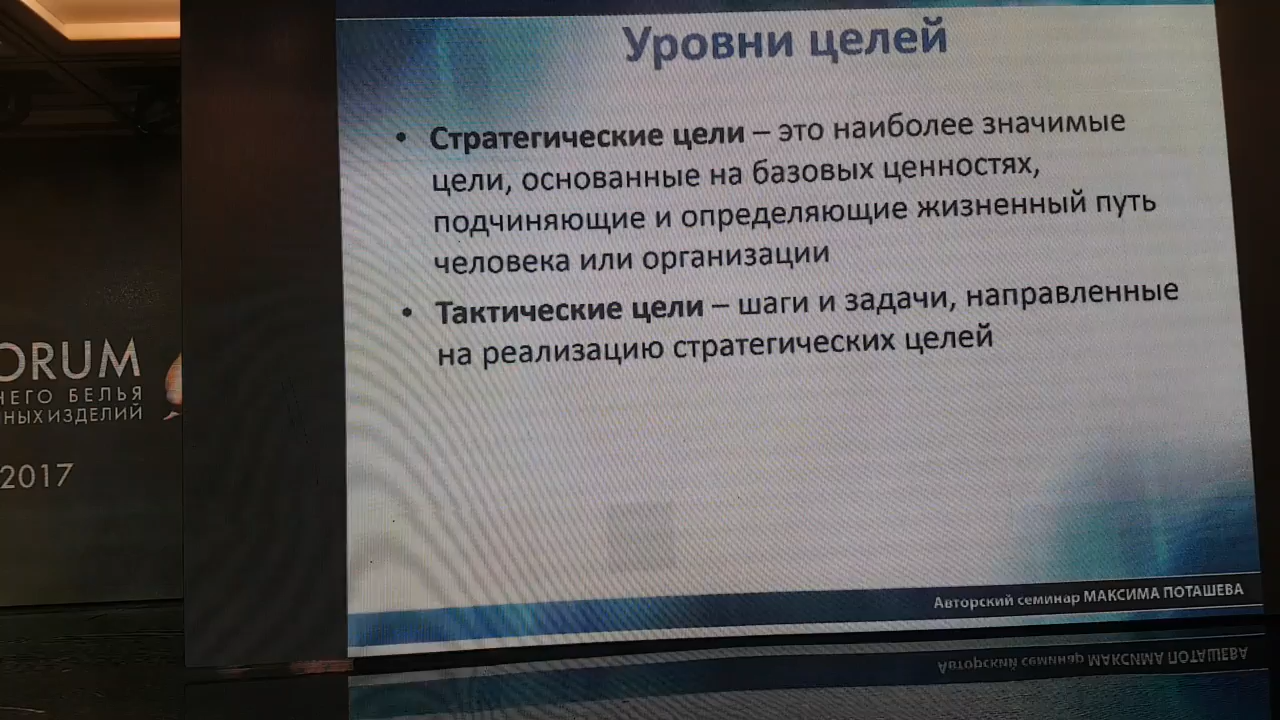 Уровни целей
• Стратегические цели – это наиболее значимые
цели, основанные на базовых ценностях,
подчиняющие и определяющие жизненный путь
человека или организации
• Тактические цели – шаги и задачи, направленные
на реализацию стратегических целей
Авторский семинар МАКСИМА ПОТАШЕВА
ORUM
НЕГО БЕЛЬЯ
НЫХ ИЗДЕЛИЙ
2017